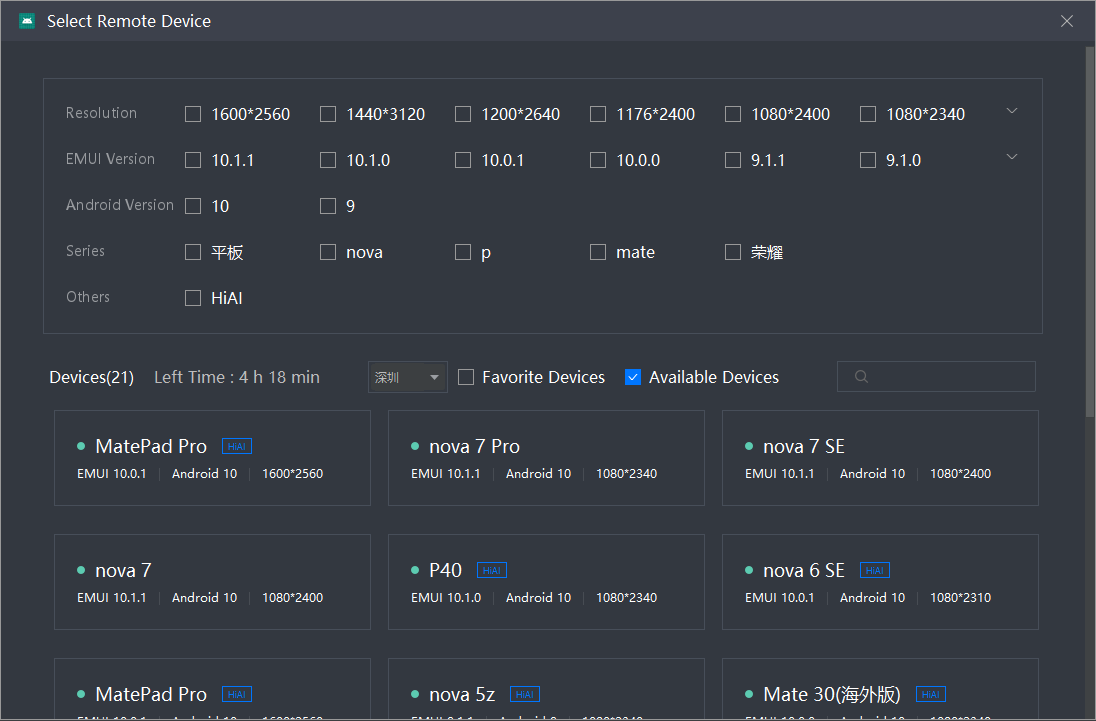 Select Remote Device
Resolution 1600*2560 1440*3120 1200*2640 1176*2400 1080*2400 1080*2340
EMUI Version 10.1.1 10.1.0 10.0.1 10.0.0 9.1.1 9.1.0
Android Version 10 9
Series 平板 nova p mate 荣耀
Others HiAI
Devices(21) Left Time : 4 h 18 min 深圳 Favorite Devices Available Devices
MatePad Pro HiAI nova 7 Pro nova 7 SE
EMUI 10.0.1 Android 10 1600*2560 EMUI 10.1.1 Android 10 1080*2340 EMUI 10.1.1 Android 10 1080*2400
nova 7 P40 HiAI nova 6 SE HiAI
EMUI 10.1.1 Android 10 1080*2400 EMUI 10.1.0 Android 10 1080*2340 EMUI 10.0.1 Android 10 1080*2310
MatePad Pro HiAI nova 5z HiAI Mate 30(海外版) HiAI